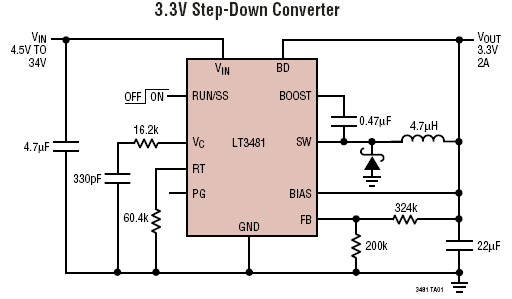 3.3V Step-Down Converter
VIN
4.5V TO
34V
VOUT
3.3V
2A
VIN
BD
OFF ON
RUN/SS
BOOST
0.47µF
4.7µH
16.2k
VC
LT3481
SW
4.7µF
330pF
RT
PG
BIAS
60.4k
324k
FB
GND
200k
22µF
3481 TA01